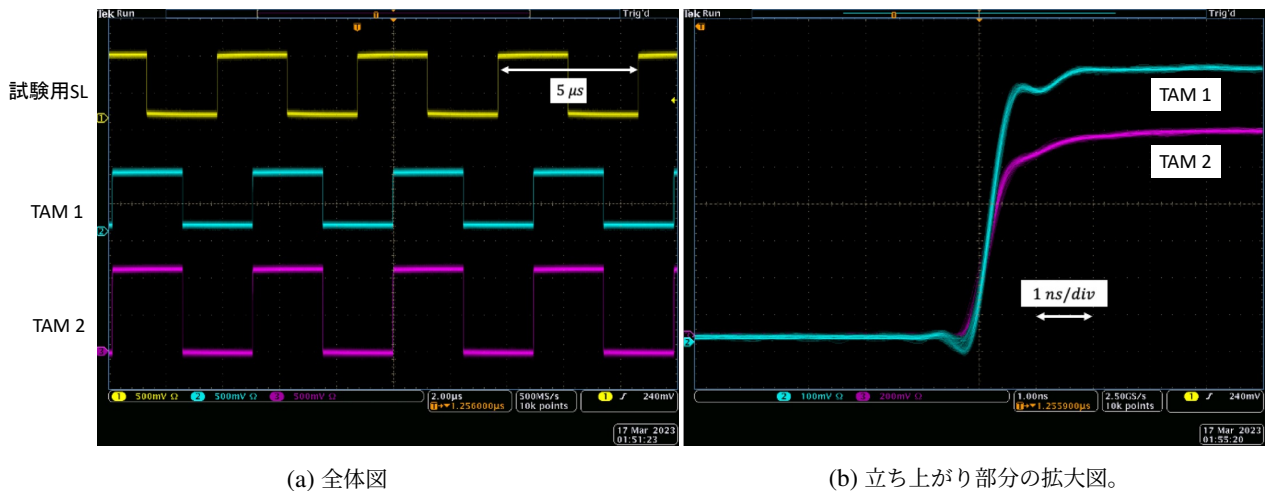 Tek Run
Trig'd
試験用SL
TAM 1
TAM 2
5 μs
1 500mV Ω 2 500mV Ω 3 500mV Ω
2.00μs
1.256000μs
500MS/s
10k points
1 240mV
17 Mar 2023
01:51:23
(a) 全体図
Tek Run
Trig'd
TAM 1
TAM 2
1 ns/div
2 100mV Ω 3 200mV Ω
1.00ns
1.255900μs
2.50GS/s
10k points
1 240mV
17 Mar 2023
01:55:20
(b) 立ち上がり部分の拡大図。